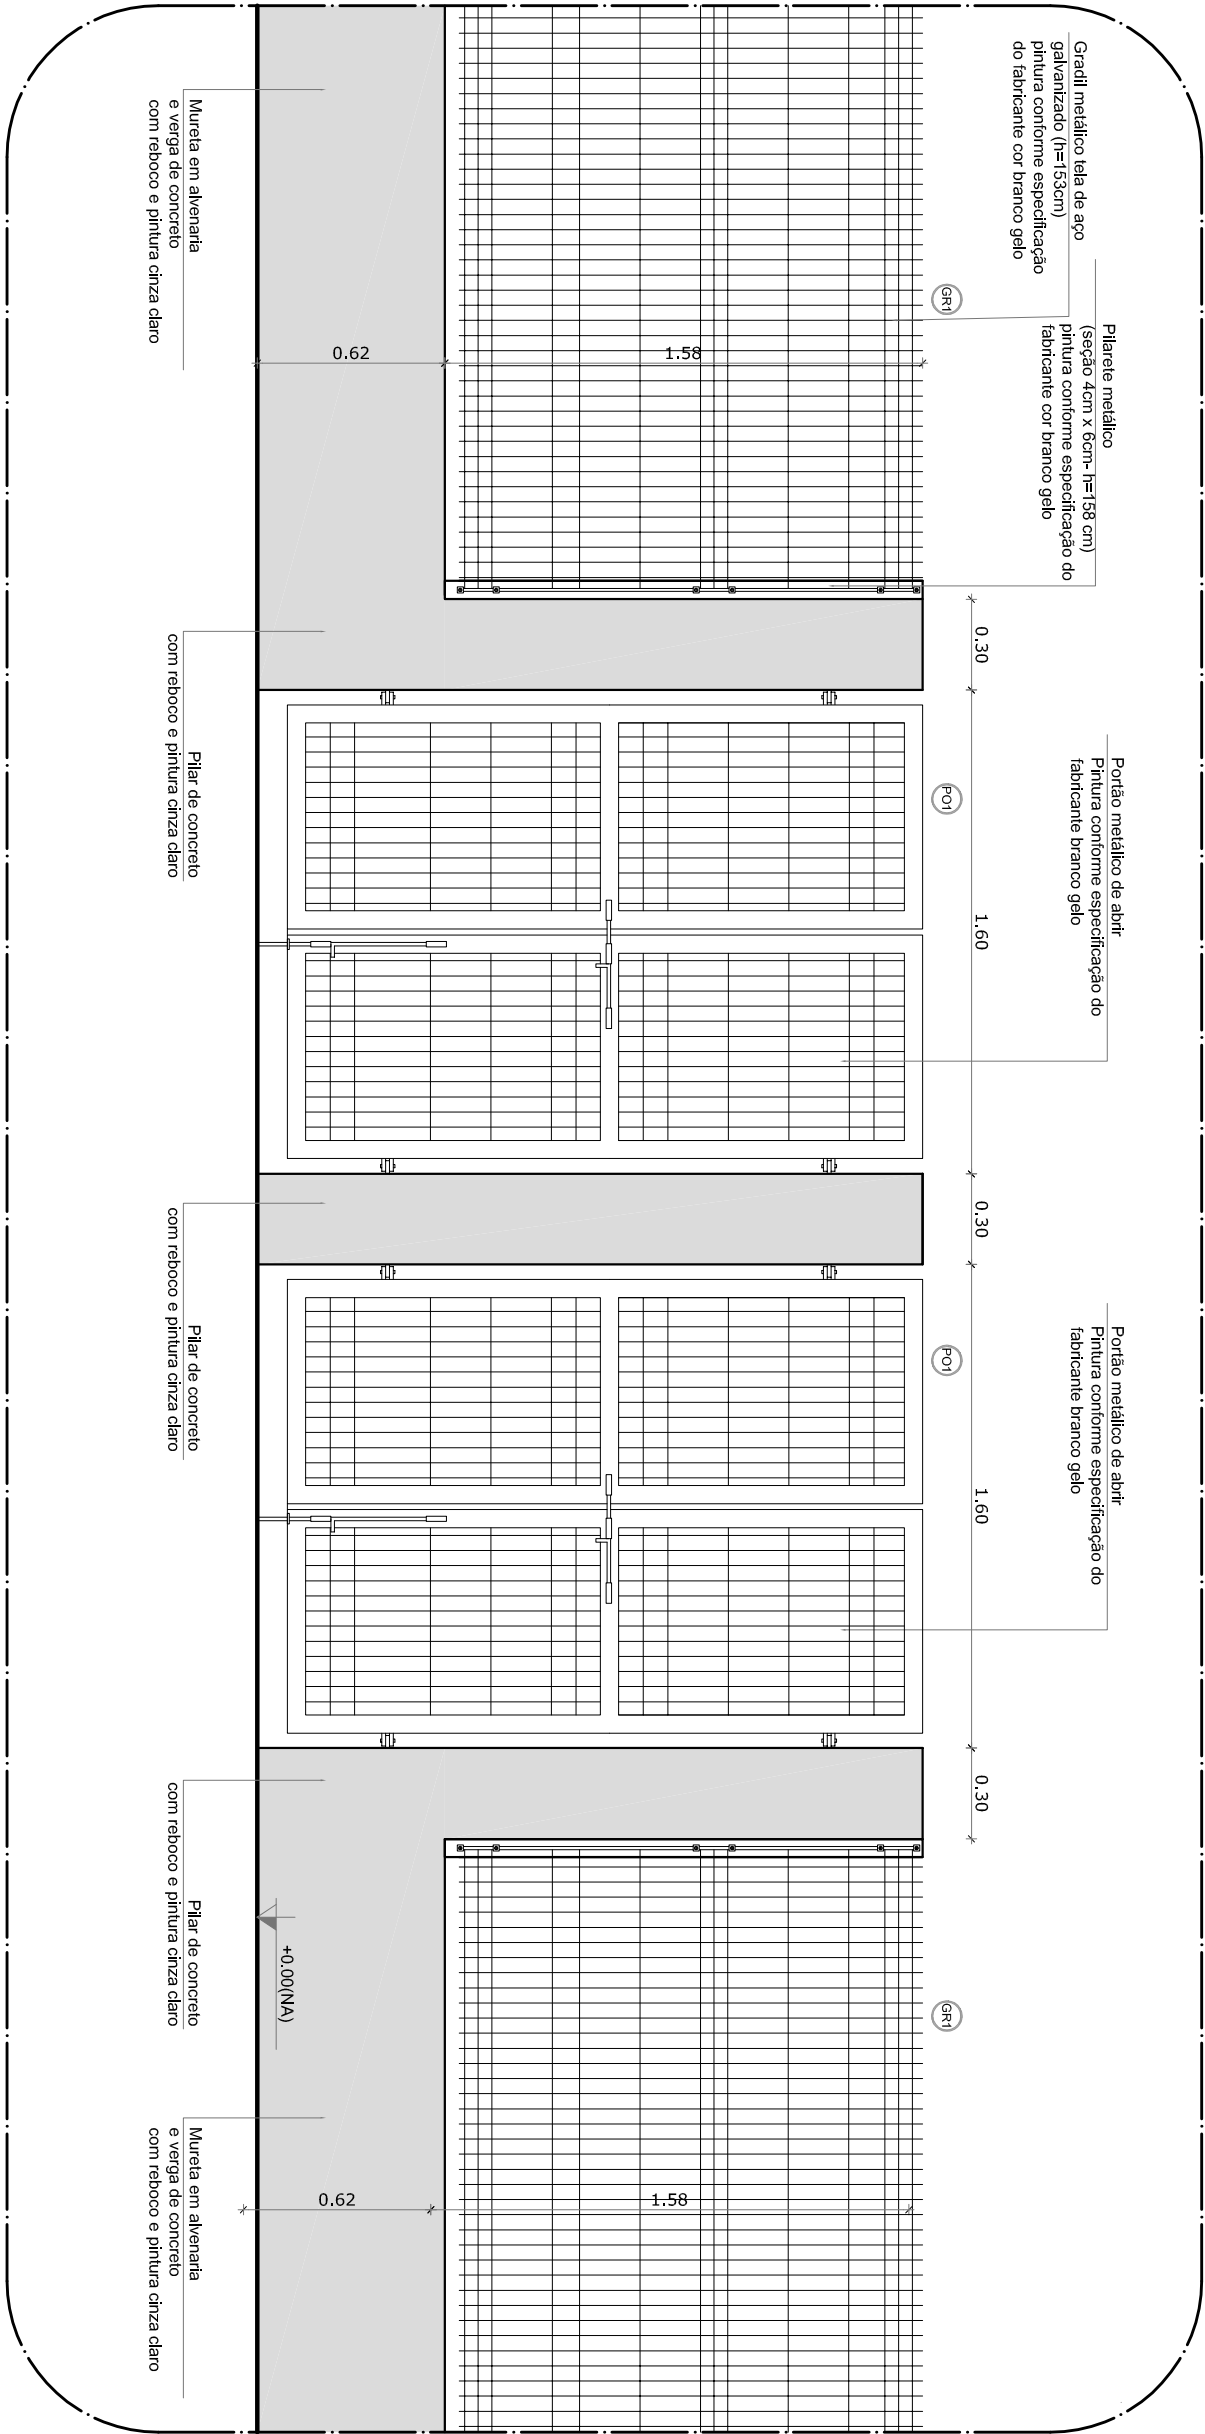 Gradil metálico tela de aço
galvanizado (h=153cm)
pintura conforme especificação
do fabricante cor branco gelo
Pilarete metálico
(seção 4cm x 6cm- h=158 cm)
pintura conforme especificação do
fabricante cor branco gelo
Portão metálico de abrir
Pintura conforme especificação do
fabricante branco gelo
Portão metálico de abrir
Pintura conforme especificação do
fabricante branco gelo
GR1
PO1
PO1
GR1
0.30
1.60
0.30
1.60
0.30
1.58
0.62
1.58
0.62
+0.00(NA)
Mureta em alvenaria
e verga de concreto
com reboco e pintura cinza claro
Pilar de concreto
com reboco e pintura cinza claro
Pilar de concreto
com reboco e pintura cinza claro
Pilar de concreto
com reboco e pintura cinza claro
Mureta em alvenaria
e verga de concreto
com reboco e pintura cinza claro